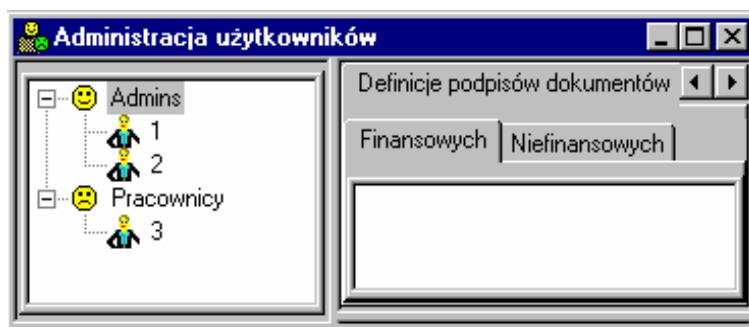 Administracja użytkowników
Admins
1
2
Pracownicy
3
Definicje podpisów dokumentów
Finansowych
Niefinansowych